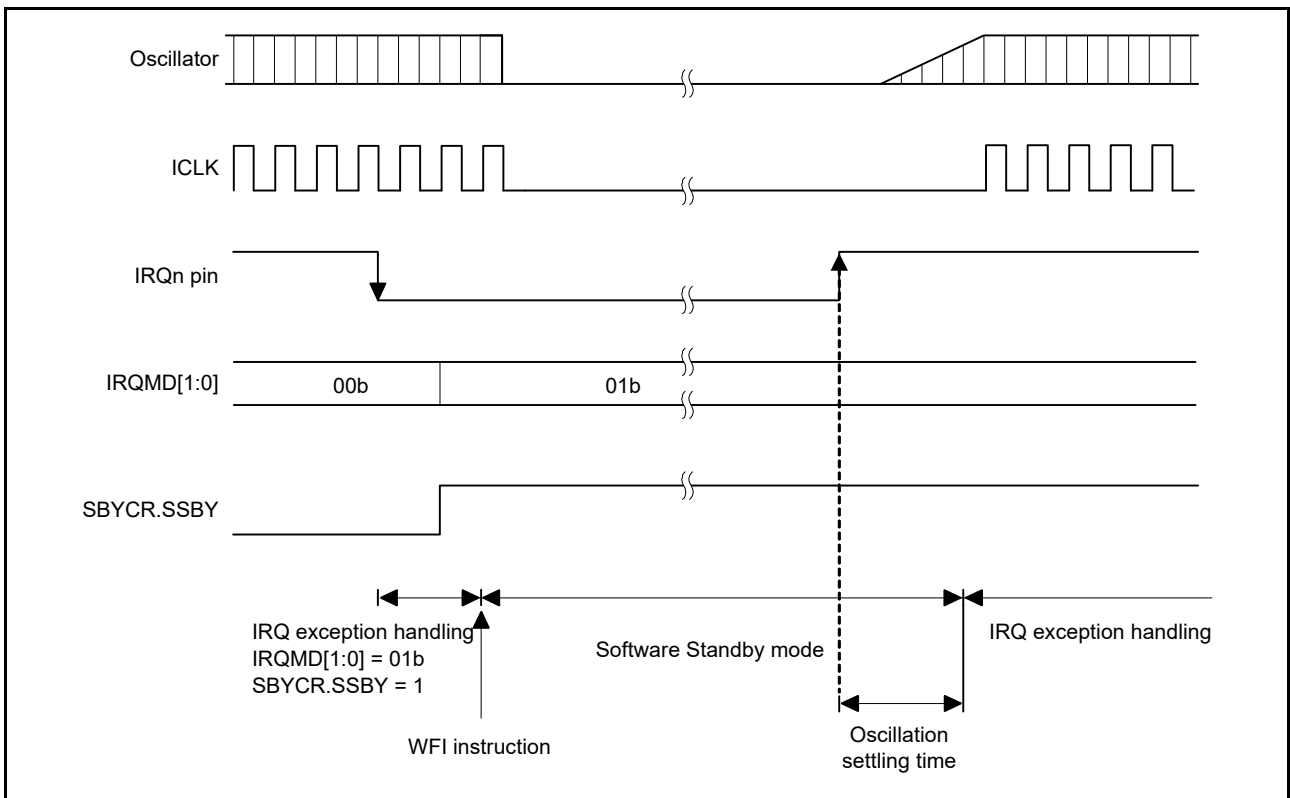 Oscillator
ICLK
IRQn pin
IRQMD[1:0]
00b
01b
SBYCR.SSBY
IRQ exception handling
IRQMD[1:0] = 01b
SBYCR.SSBY = 1
WFI instruction
Software Standby mode
Oscillation
settling time
IRQ exception handling